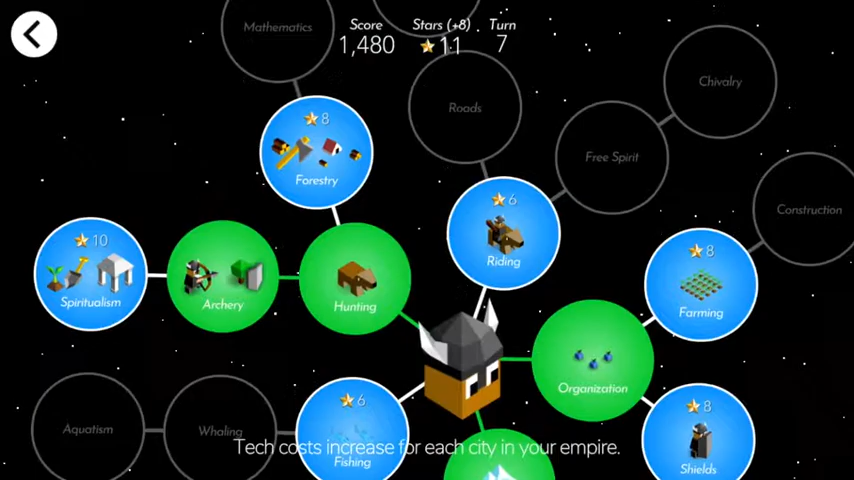 Mathematics
Score
Stars (+8)
Turn
1,480
11
7
Roads
Chivalry
8
Forestry
Free Spirit
6
Riding
Construction
10
Spiritualism
Archery
Hunting
8
Farming
Organization
Aquatism
Whaling
6
Fishing
8
Shields
Tech costs increase for each city in your empire.